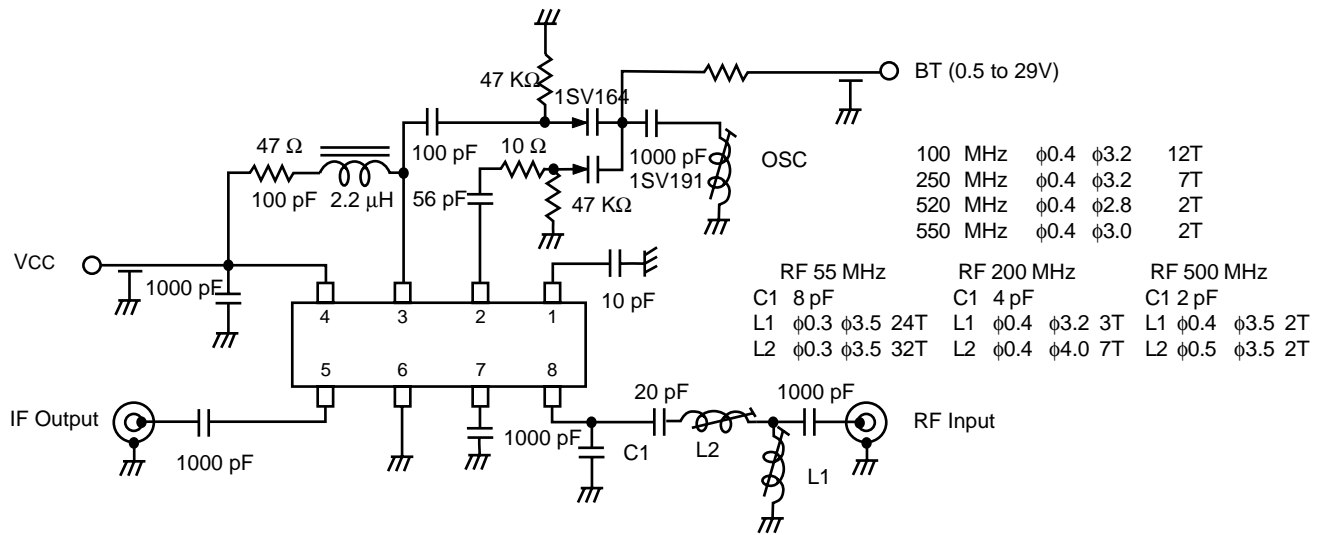 BT (0.5 to 29V)
47 KΩ
1SV164
47 Ω
100 pF
10 Ω
1000 pF
1SV191
OSC
100 pF
2.2 μH
56 pF
47 KΩ
100 MHz φ0.4 φ3.2 12T
250 MHz φ0.4 φ3.2 7T
520 MHz φ0.4 φ2.8 2T
550 MHz φ0.4 φ3.0 2T
VCC
1000 pF
10 pF
4 3 2 1
5 6 7 8
RF 55 MHz RF 200 MHz RF 500 MHz
C1 8 pF C1 4 pF C1 2 pF
L1 φ0.3 φ3.5 24T L1 φ0.4 φ3.2 3T L1 φ0.4 φ3.5 2T
L2 φ0.3 φ3.5 32T L2 φ0.4 φ4.0 7T L2 φ0.5 φ3.5 2T
IF Output
1000 pF
1000 pF
C1
20 pF
L2
1000 pF
L1
RF Input